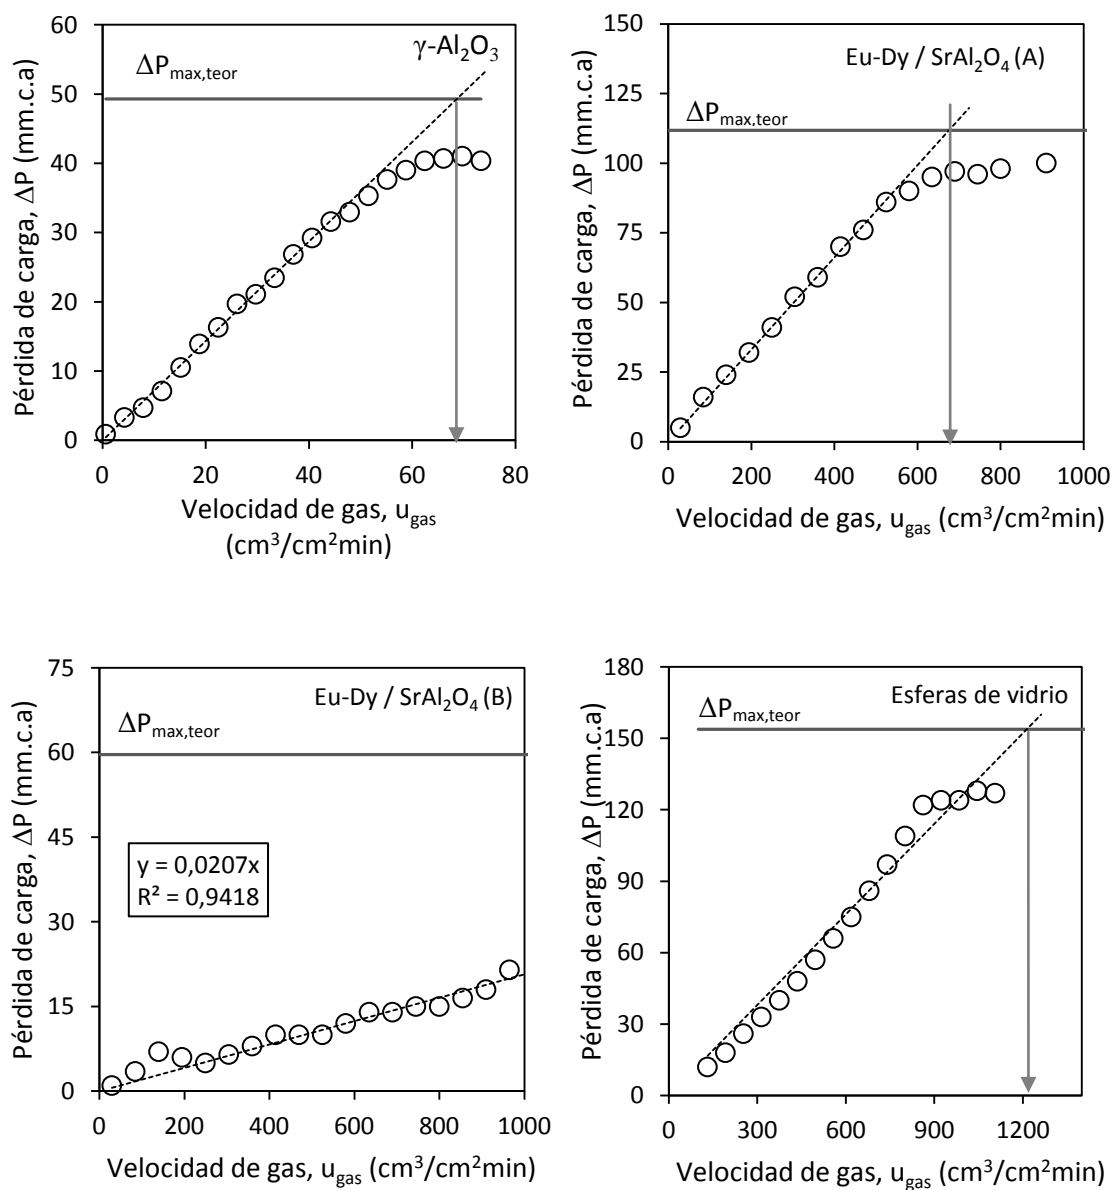 γ-Al2O3
ΔPmax,teor
Pérdida de carga, ΔP (mm.c.a)
60
50
40
30
20
10
0
0 20 40 60 80
Velocidad de gas, ugas
(cm3/cm2min)
Eu-Dy / SrAl2O4 (A)
ΔPmax,teor
Pérdida de carga, ΔP (mm.c.a)
150
125
100
75
50
25
0
0 200 400 600 800 1000
Velocidad de gas, ugas (cm3/cm2min)
Eu-Dy / SrAl2O4 (B)
ΔPmax,teor
y = 0,0207x
R² = 0,9418
Pérdida de carga, ΔP (mm.c.a)
75
60
45
30
15
0
0 200 400 600 800 1000
Velocidad de gas, ugas (cm3/cm2min)
Esferas de vidrio
ΔPmax,teor
Pérdida de carga, ΔP (mm.c.a)
180
150
120
90
60
30
0
0 300 600 900 1200
Velocidad de gas, ugas (cm3/cm2min)